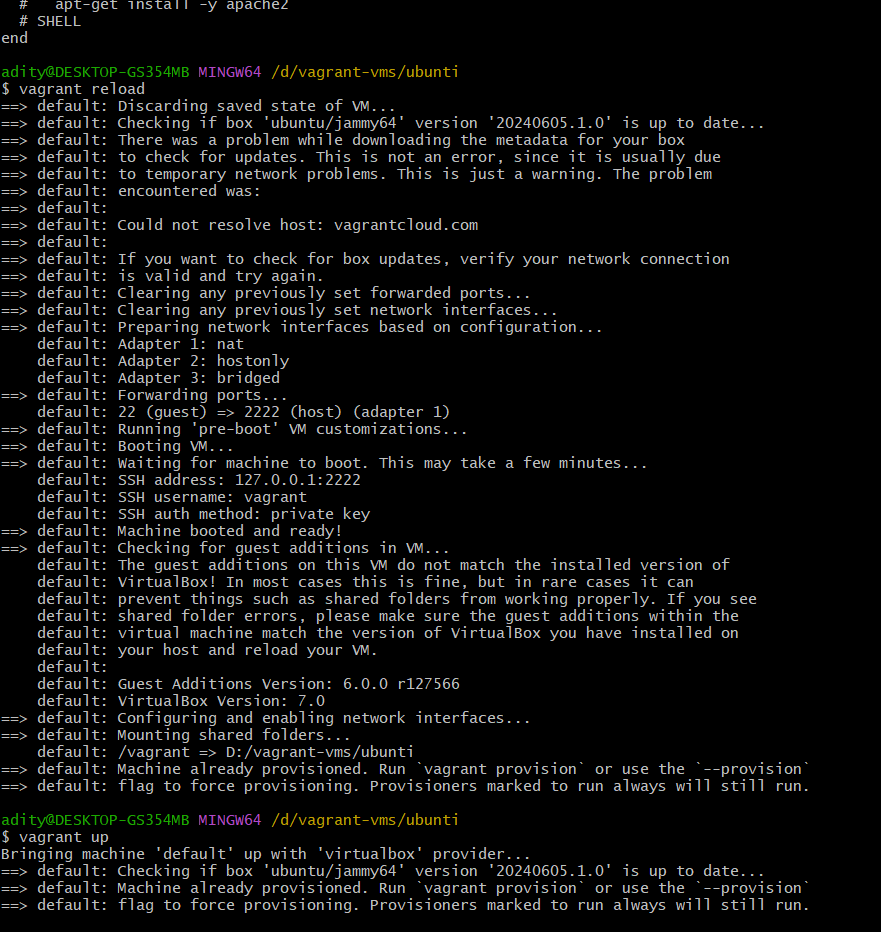 #   apt-get install -y apache2
# SHELL
end
adity@DESKTOP-GS354MB MINGW64 /d/vagrant-vms/ubunti
$ vagrant reload
==> default: Discarding saved state of VM...
==> default: Checking if box 'ubuntu/jammy64' version '20240605.1.0' is up to date...
==> default: There was a problem while downloading the metadata for your box
==> default: to check for updates. This is not an error, since it is usually due
==> default: to temporary network problems. This is just a warning. The problem
==> default: encountered was:
==> default:
==> default: Could not resolve host: vagrantcloud.com
==> default:
==> default: If you want to check for box updates, verify your network connection
==> default: is valid and try again.
==> default: Clearing any previously set forwarded ports...
==> default: Clearing any previously set network interfaces...
==> default: Preparing network interfaces based on configuration...
    default: Adapter 1: nat
    default: Adapter 2: hostonly
    default: Adapter 3: bridged
==> default: Forwarding ports...
    default: 22 (guest) => 2222 (host) (adapter 1)
==> default: Running 'pre-boot' VM customizations...
==> default: Booting VM...
==> default: Waiting for machine to boot. This may take a few minutes...
    default: SSH address: 127.0.0.1:2222
    default: SSH username: vagrant
    default: SSH auth method: private key
==> default: Machine booted and ready!
==> default: Checking for guest additions in VM...
    default: The guest additions on this VM do not match the installed version of
    default: VirtualBox! In most cases this is fine, but in rare cases it can
    default: prevent things such as shared folders from working properly. If you see
    default: shared folder errors, please make sure the guest additions within the
    default: virtual machine match the version of VirtualBox you have installed on
    default: your host and reload your VM.
    default:
    default: Guest Additions Version: 6.0.0 r127566
    default: VirtualBox Version: 7.0
==> default: Configuring and enabling network interfaces...
==> default: Mounting shared folders...
    default: /vagrant => D:/vagrant-vms/ubunti
==> default: Machine already provisioned. Run `vagrant provision` or use the `--provision`
==> default: flag to force provisioning. Provisioners marked to run always will still run.
adity@DESKTOP-GS354MB MINGW64 /d/vagrant-vms/ubunti
$ vagrant up
Bringing machine 'default' up with 'virtualbox' provider...
==> default: Checking if box 'ubuntu/jammy64' version '20240605.1.0' is up to date...
==> default: Machine already provisioned. Run `vagrant provision` or use the `--provision`
==> default: flag to force provisioning. Provisioners marked to run always will still run.